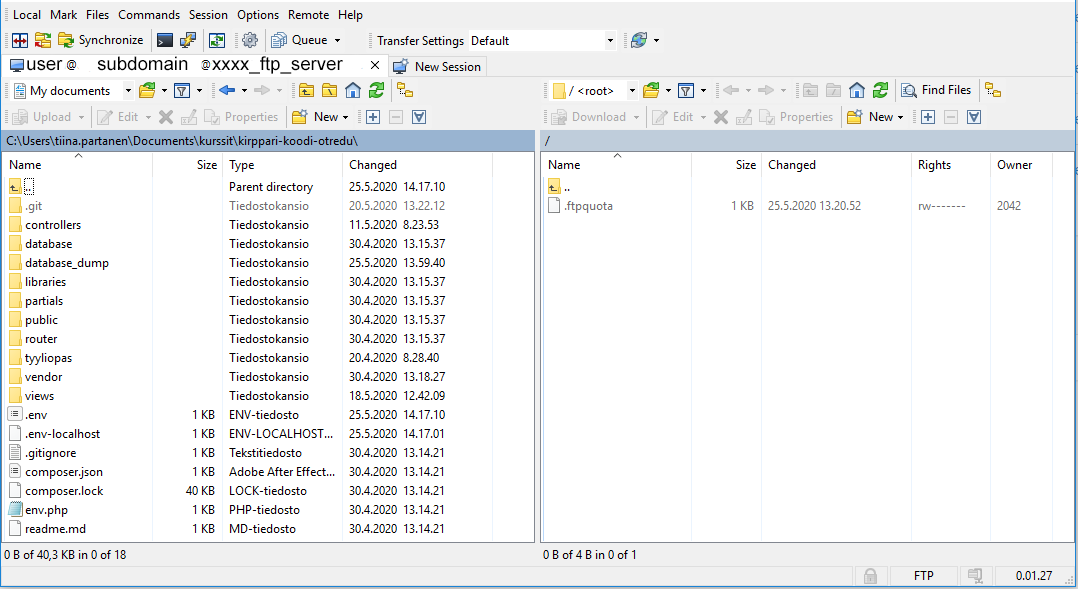 Local Mark Files Commands Session Options Remote Help
Synchronize Queue Transfer Settings Default
user @ subdomain @xxxx_ftp_server × New Session
My documents / <root> Find Files
Upload Edit Properties New Download Edit Properties New
C:\Users\tiina.partanen\Documents\kurssit\kirppari-koodi-otredu\ /
Name Size Type Changed Name Size Changed Rights Owner
.. Parent directory 25.5.2020 14.17.10 ..
.git Tiedostokansio 20.5.2020 13.22.12 .ftpquota 1 KB 25.5.2020 13.20.52 rw------- 2042
controllers Tiedostokansio 11.5.2020 8.23.53
database Tiedostokansio 30.4.2020 13.15.37
database_dump Tiedostokansio 25.5.2020 13.59.40
libraries Tiedostokansio 30.4.2020 13.15.37
partials Tiedostokansio 30.4.2020 13.15.37
public Tiedostokansio 30.4.2020 13.15.37
router Tiedostokansio 30.4.2020 13.15.37
tyyliopas Tiedostokansio 20.4.2020 8.28.40
vendor Tiedostokansio 30.4.2020 13.18.27
views Tiedostokansio 18.5.2020 12.42.09
.env 1 KB ENV-tiedosto 25.5.2020 14.17.10
.env-localhost 1 KB ENV-LOCALHOST... 25.5.2020 14.17.01
.gitignore 1 KB Tekstitiedosto 30.4.2020 13.14.21
composer.json 1 KB Adobe After Effect... 30.4.2020 13.14.21
composer.lock 40 KB LOCK-tiedosto 30.4.2020 13.14.21
env.php 1 KB PHP-tiedosto 30.4.2020 13.14.21
readme.md 1 KB MD-tiedosto 30.4.2020 13.14.21
0 B of 40,3 KB in 0 of 18 0 B of 4 B in 0 of 1
FTP 0.01.27